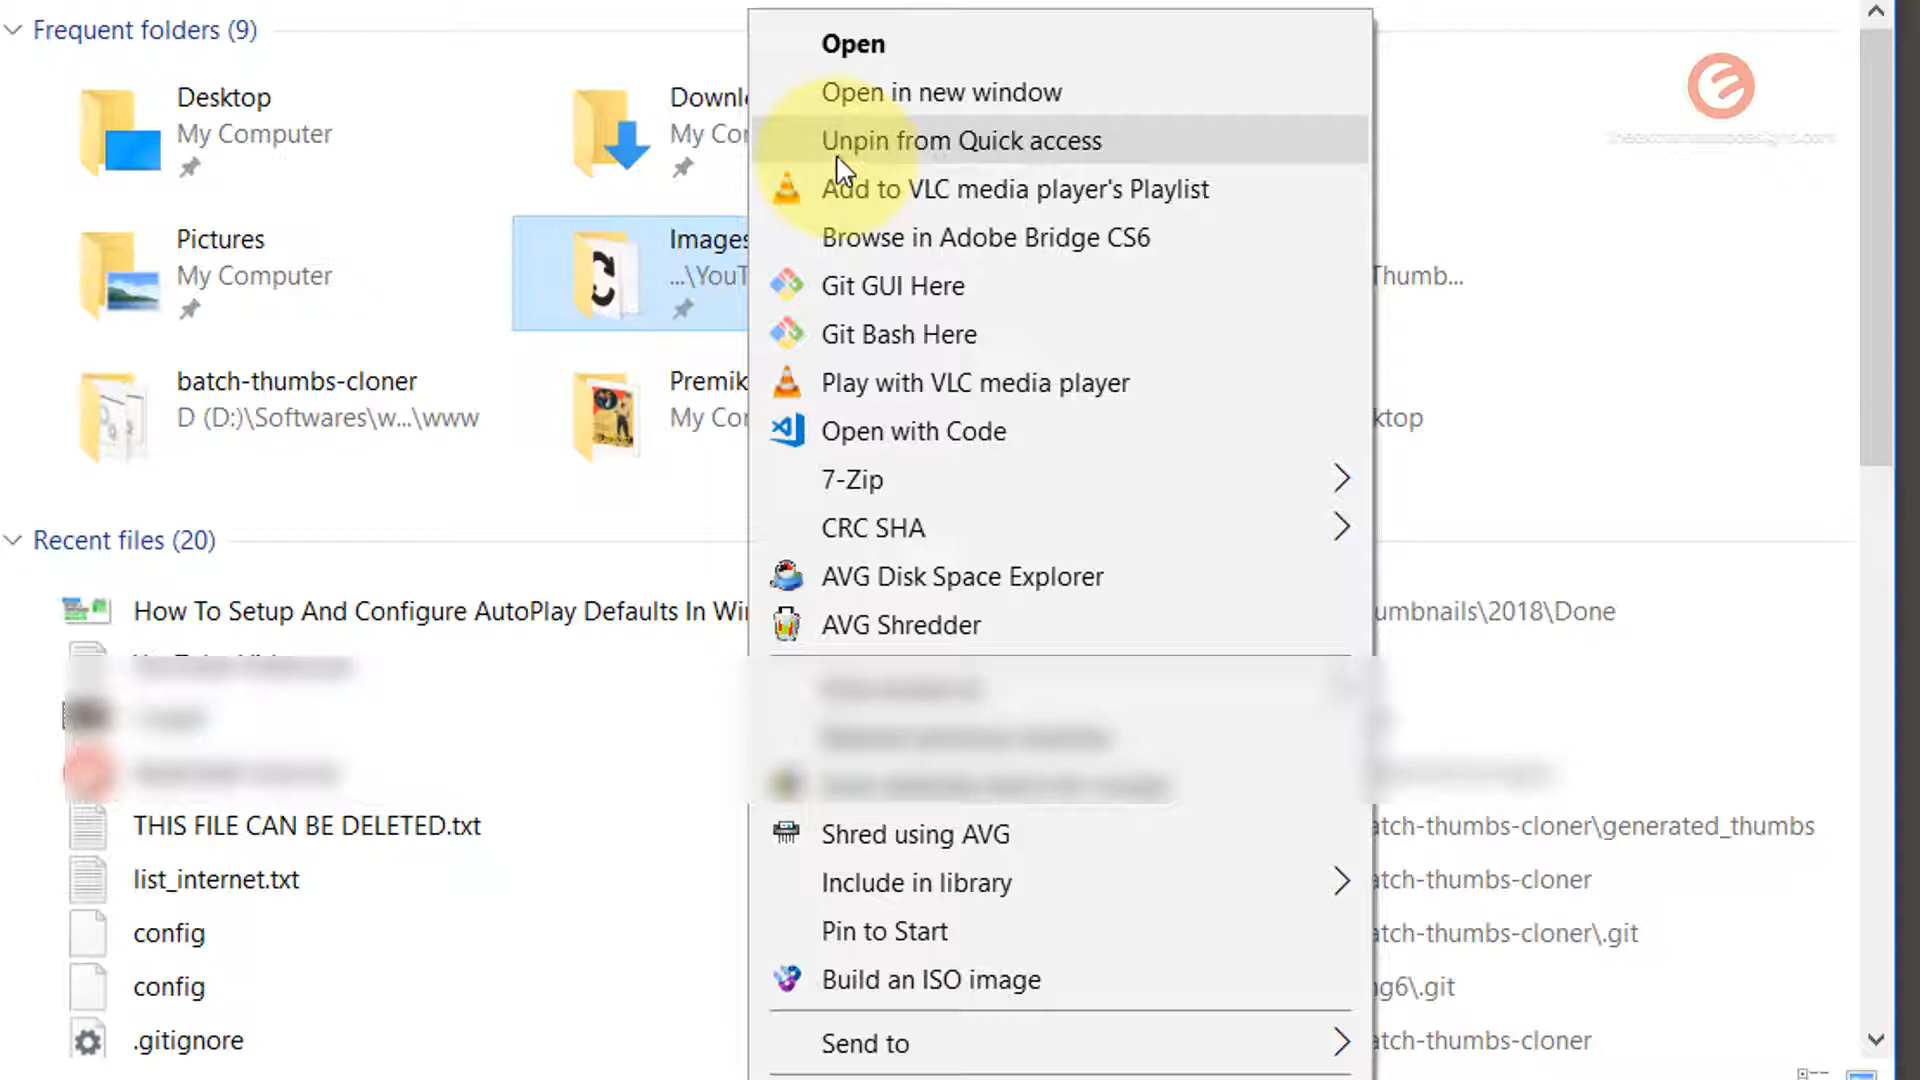 Frequent folders (9)
Desktop
My Computer
Downl
My Co
Pictures
My Computer
Images
...\YouT
Thumb...
batch-thumbs-cloner
D (D:)\Softwares\w...\www
Premik
My Co
ktop
Open
Open in new window
Unpin from Quick access
Add to VLC media player's Playlist
Browse in Adobe Bridge CS6
Git GUI Here
Git Bash Here
Play with VLC media player
Open with Code
7-Zip
CRC SHA
AVG Disk Space Explorer
AVG Shredder
Shred using AVG
Include in library
Pin to Start
Build an ISO image
Send to
Recent files (20)
How To Setup And Configure AutoPlay Defaults In Wi
umbnails\2018\Done
THIS FILE CAN BE DELETED.txt
atch-thumbs-cloner\generated_thumbs
list_internet.txt
atch-thumbs-cloner
config
atch-thumbs-cloner\.git
config
ng6\.git
.gitignore
atch-thumbs-cloner